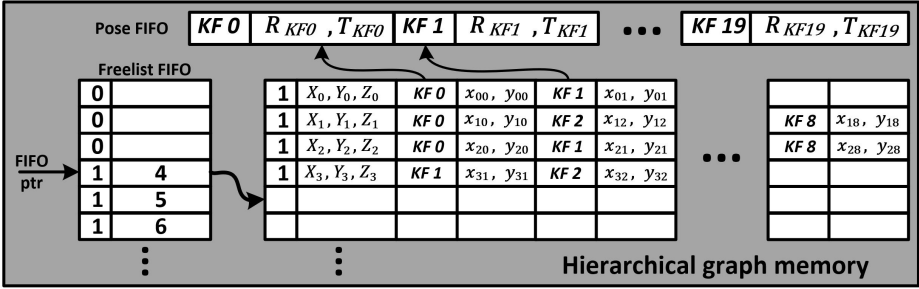 Pose FIFO KF 0 R KF0 , T KF0 KF 1 R KF1 , T KF1 ••• KF 19 R KF19 , T KF19
Freelist FIFO
0 1 X0, Y0, Z0 KF 0 x00, y00 KF 1 x01, y01
0 1 X1, Y1, Z1 KF 0 x10, y10 KF 2 x12, y12 KF 8 x18, y18
0 1 X2, Y2, Z2 KF 0 x20, y20 KF 1 x21, y21 ••• KF 8 x28, y28
FIFO ptr 1 4 1 X3, Y3, Z3 KF 1 x31, y31 KF 2 x32, y32
1 5
1 6
Hierarchical graph memory